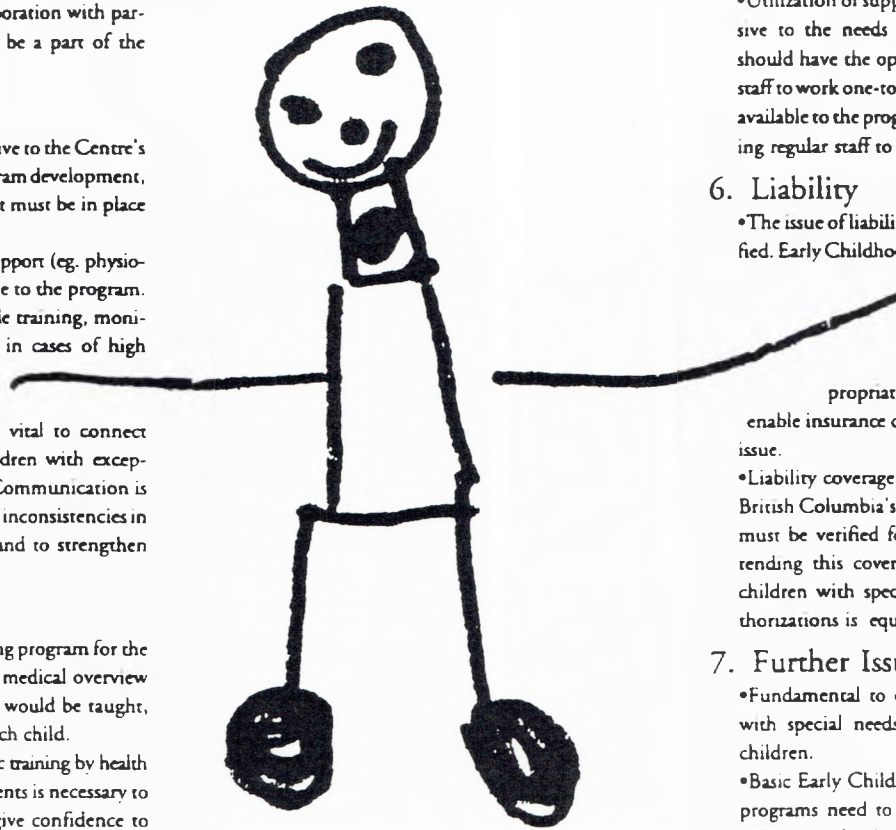 oration with par-
be a part of the
ve to the Centre's
ram development,
t must be in place
pport (eg. physio-
e to the program.
e training, moni-
in cases of high
vital to connect
dren with excep-
Communication is
inconsistencies in
and to strengthen
ng program for the
medical overview
would be taught,
ch child.
c training by health
ents is necessary to
give confidence to
•Utilization of supp
sive to the needs
should have the op
staff to work one-to
available to the prog
ing regular staff to
6. Liability
•The issue of liabili
fied. Early Childho
propriat
enable insurance c
issue.
•Liability coverage
British Columbia's
must be verified fo
tending this cover
children with spec
thorizations is equ
7. Further Issu
•Fundamental to
with special needs
children.
•Basic Early Child
programs need to